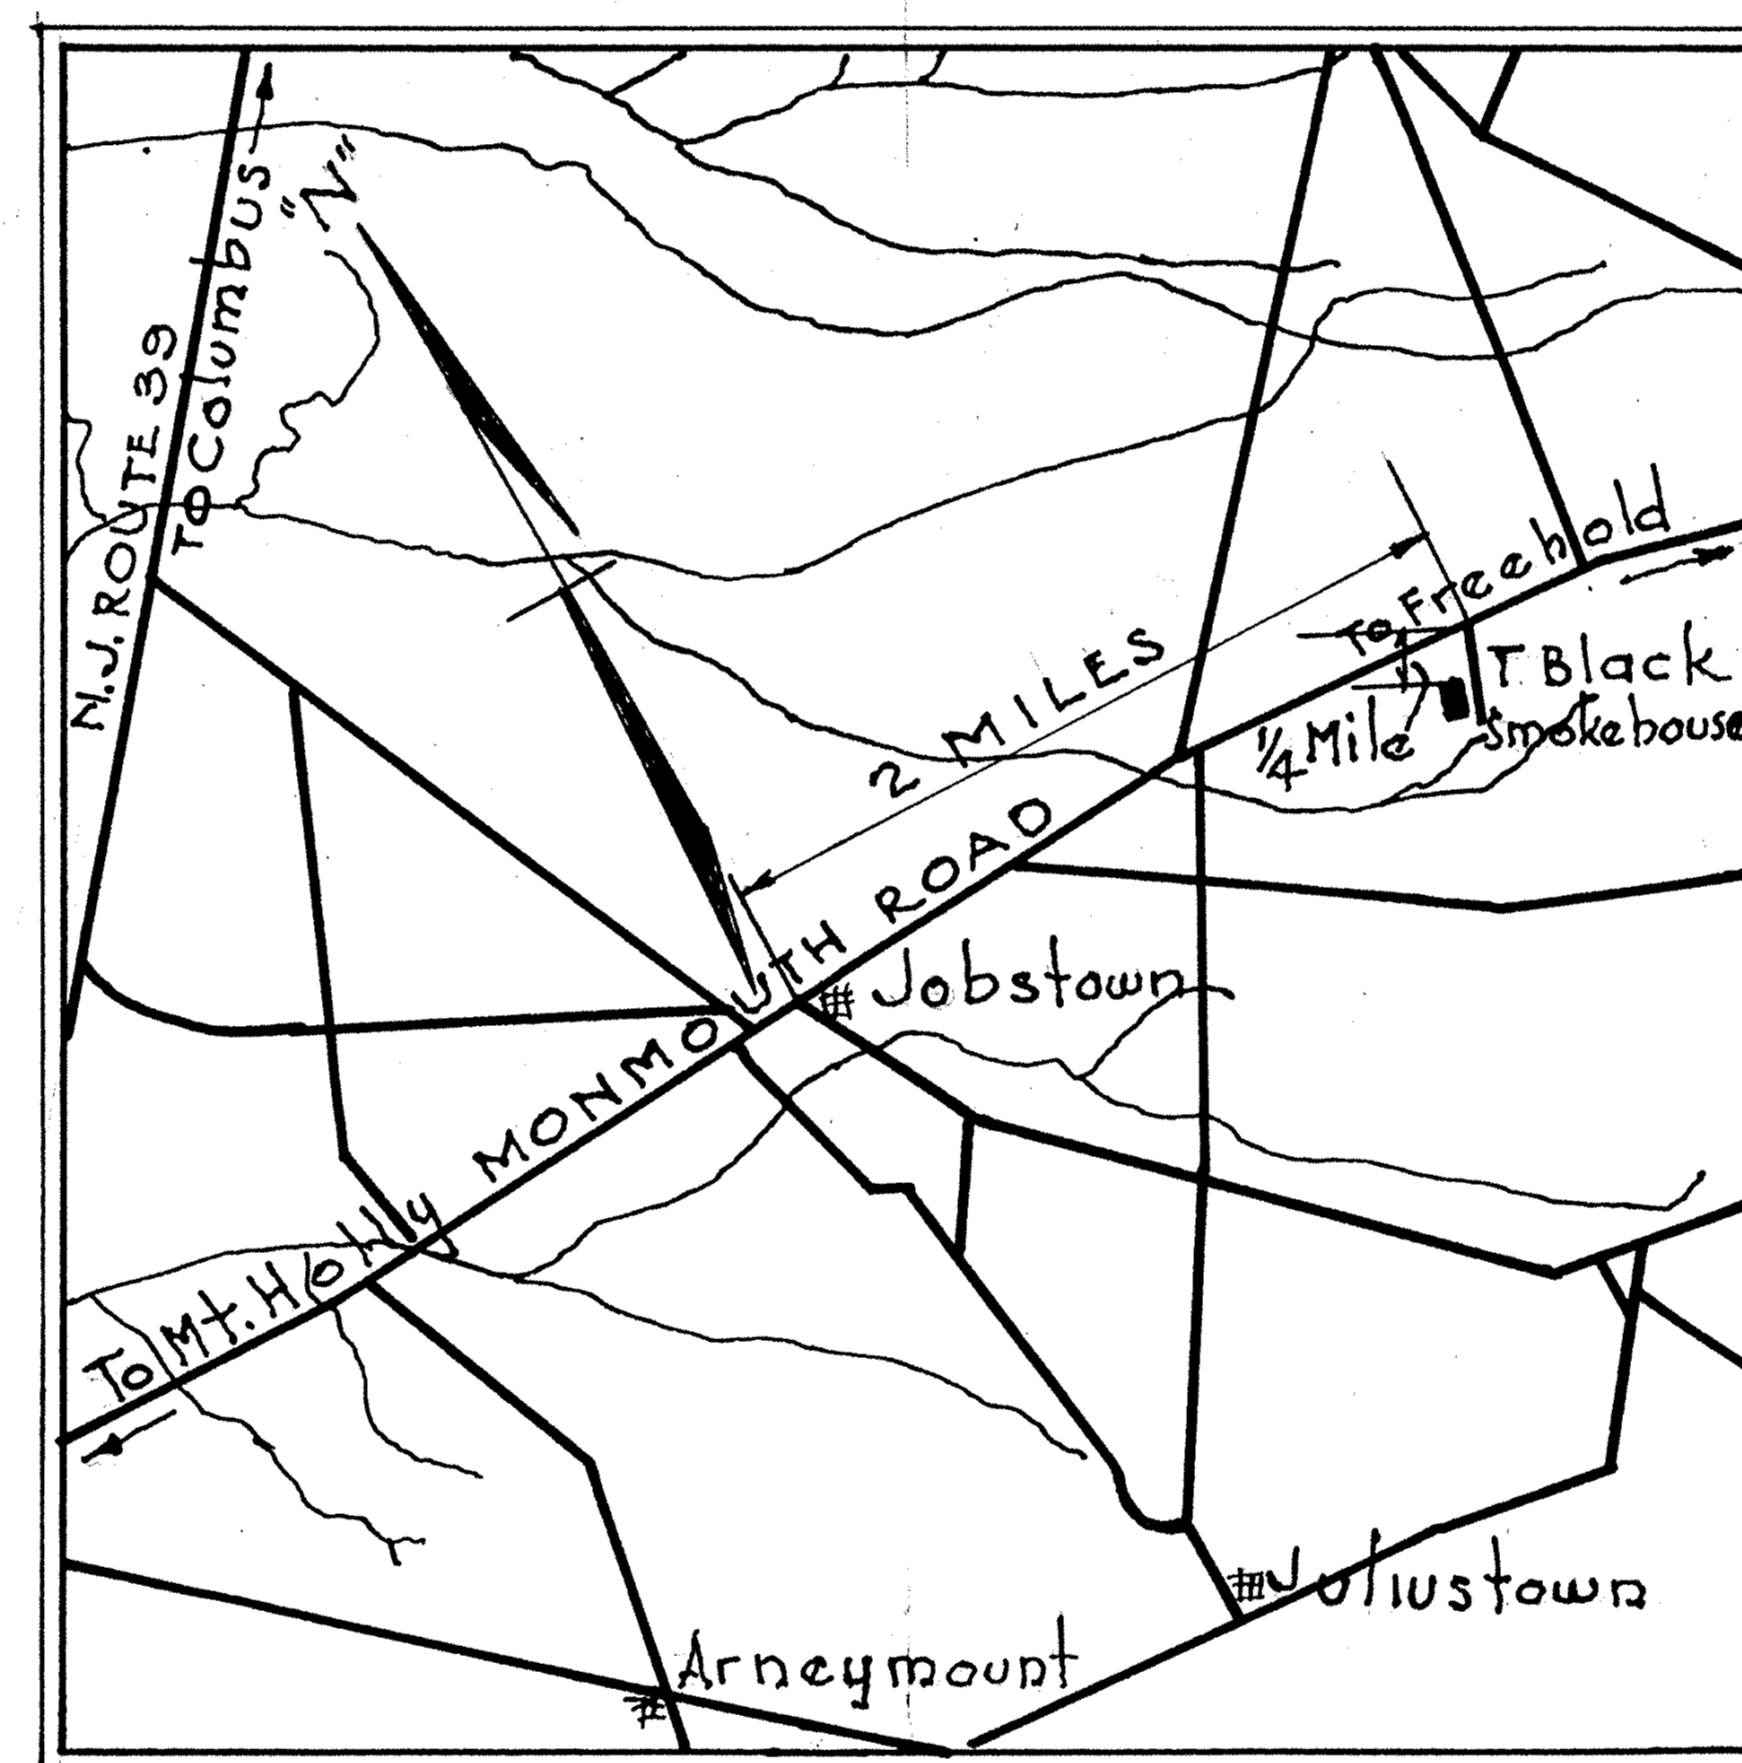 "N"
N.J. ROUTE 39
TO Columbus
To Freehold
2 MILES
T. Black
Smokehouse
1/4 Mile
MONMOUTH ROAD
Jobstown
To Mt. Holly
Juliustown
Arneymount